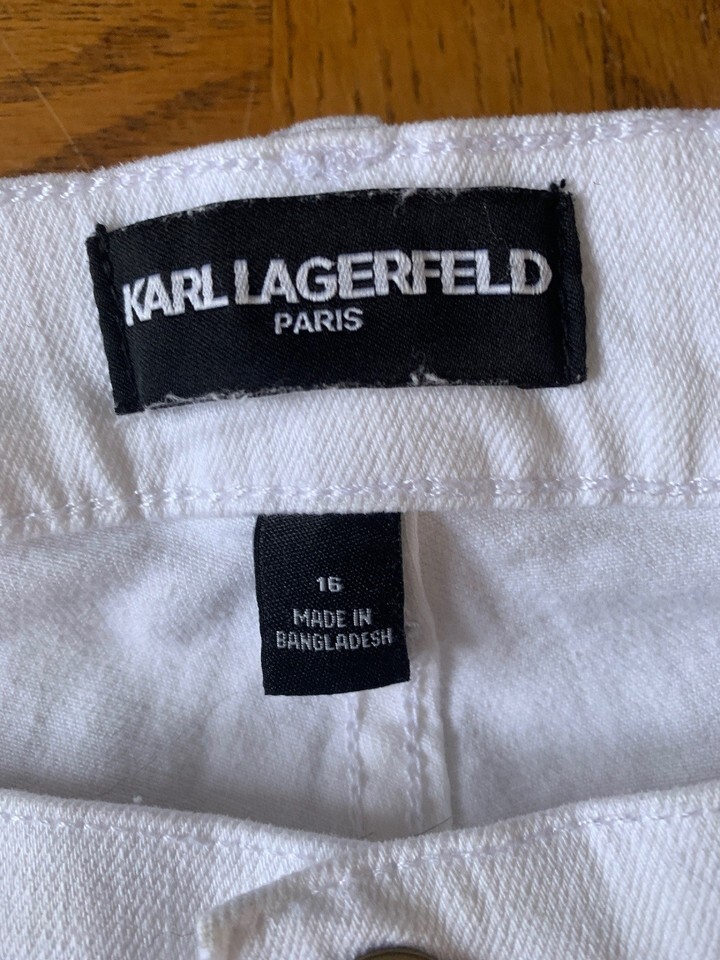 KARL LAGERFELD
PARIS
16
MADE IN
BANGLADESH